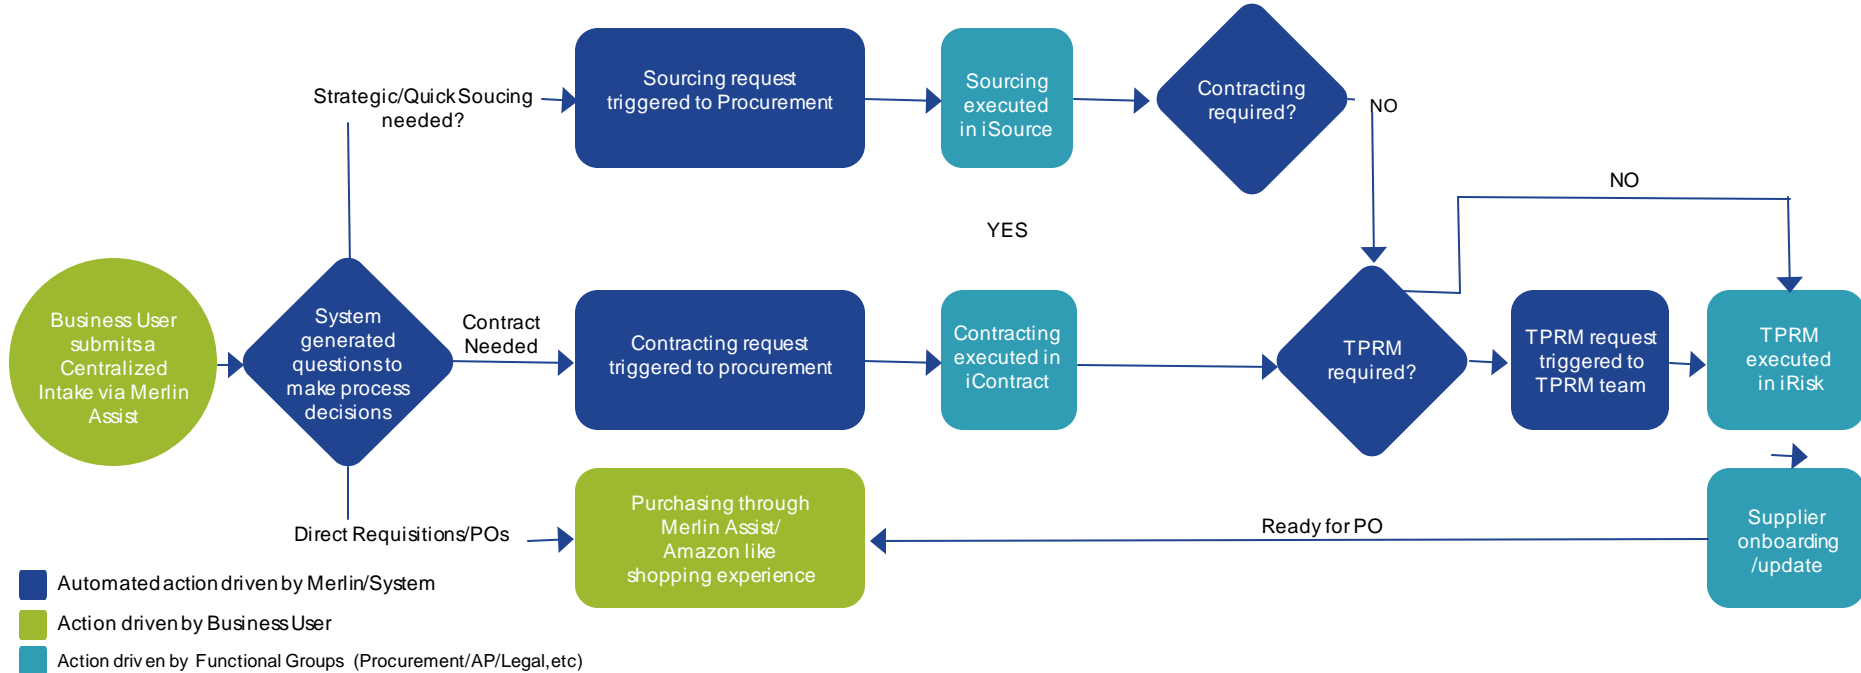 Strategic/Quick Soucing
needed?
Sourcing request
triggered to Procurement
Sourcing
executed
in iSource
Contracting
required?
NO
NO
YES
Business User
submits a
Centralized
Intake via Merlin
Assist
System
generated
questions to
make process
decisions
Contract
Needed
Contracting request
triggered to procurement
Contracting
executed in
iContract
TPRM
required?
TPRM request
triggered to
TPRM team
TPRM
executed
in iRisk
Direct Requisitions/POs
Purchasing through
Merlin Assist/
Amazon like
shopping experience
Ready for PO
Supplier
onboarding
/update
Automated action driven by Merlin/System
Action driven by Business User
Action driven by Functional Groups (Procurement/AP/Legal,etc)